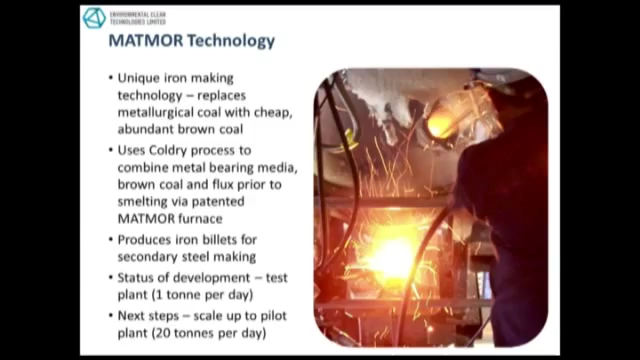 ENVIRONMENTAL CLEAN
TECHNOLOGIES LIMITED
MATMOR Technology
• Unique iron making
technology – replaces
metallurgical coal with cheap,
abundant brown coal
• Uses Coldry process to
combine metal bearing media,
brown coal and flux prior to
smelting via patented
MATMOR furnace
• Produces iron billets for
secondary steel making
• Status of development – test
plant (1 tonne per day)
• Next steps – scale up to pilot
plant (20 tonnes per day)